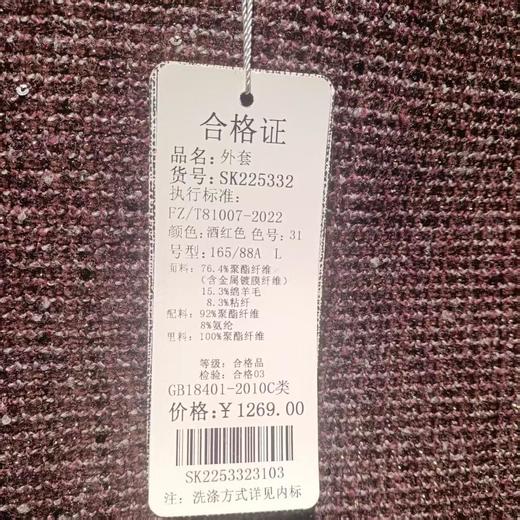 合格证
品名：外套
货号：SK225332
执行标准：
FZ/T81007-2022
颜色：酒红色 色号：31
号型：165/88A L
面料：76.4%聚酯纤维
（含金属镀膜纤维）
15.3%绵羊毛
8.3%粘纤
配料：92%聚酯纤维
8%氨纶
里料：100%聚酯纤维
等级：合格品
检验：合格03
GB18401-2010C类
价格：￥1269.00
SK2253323103
注：洗涤方式详见内标